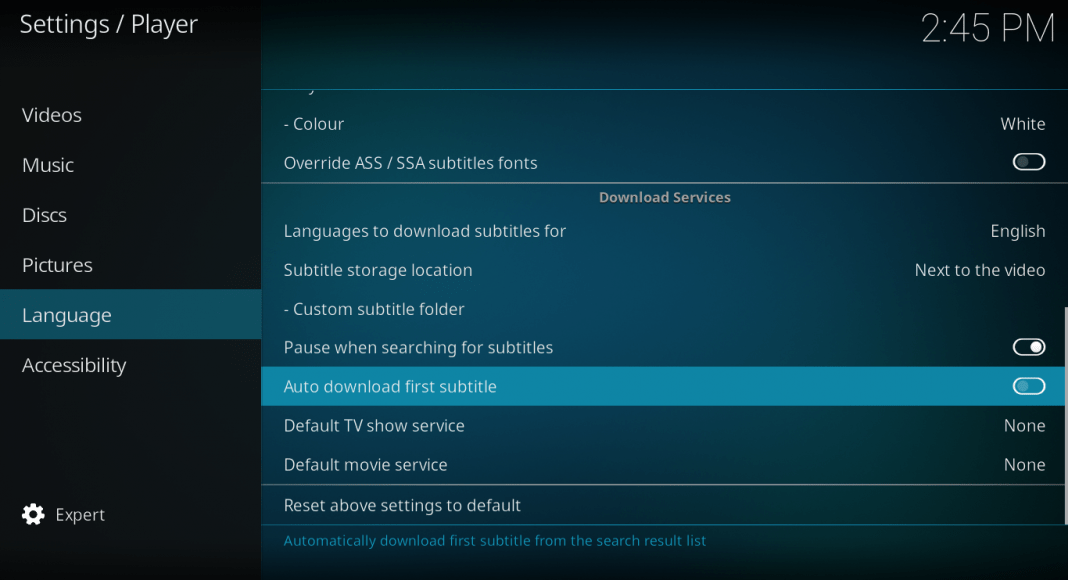 Settings / Player
2:45 PM
Videos
Music
Discs
Pictures
Language
Accessibility
Expert
- Colour White
Override ASS / SSA subtitles fonts
Download Services
Languages to download subtitles for English
Subtitle storage location Next to the video
- Custom subtitle folder
Pause when searching for subtitles
Auto download first subtitle
Default TV show service None
Default movie service None
Reset above settings to default
Automatically download first subtitle from the search result list